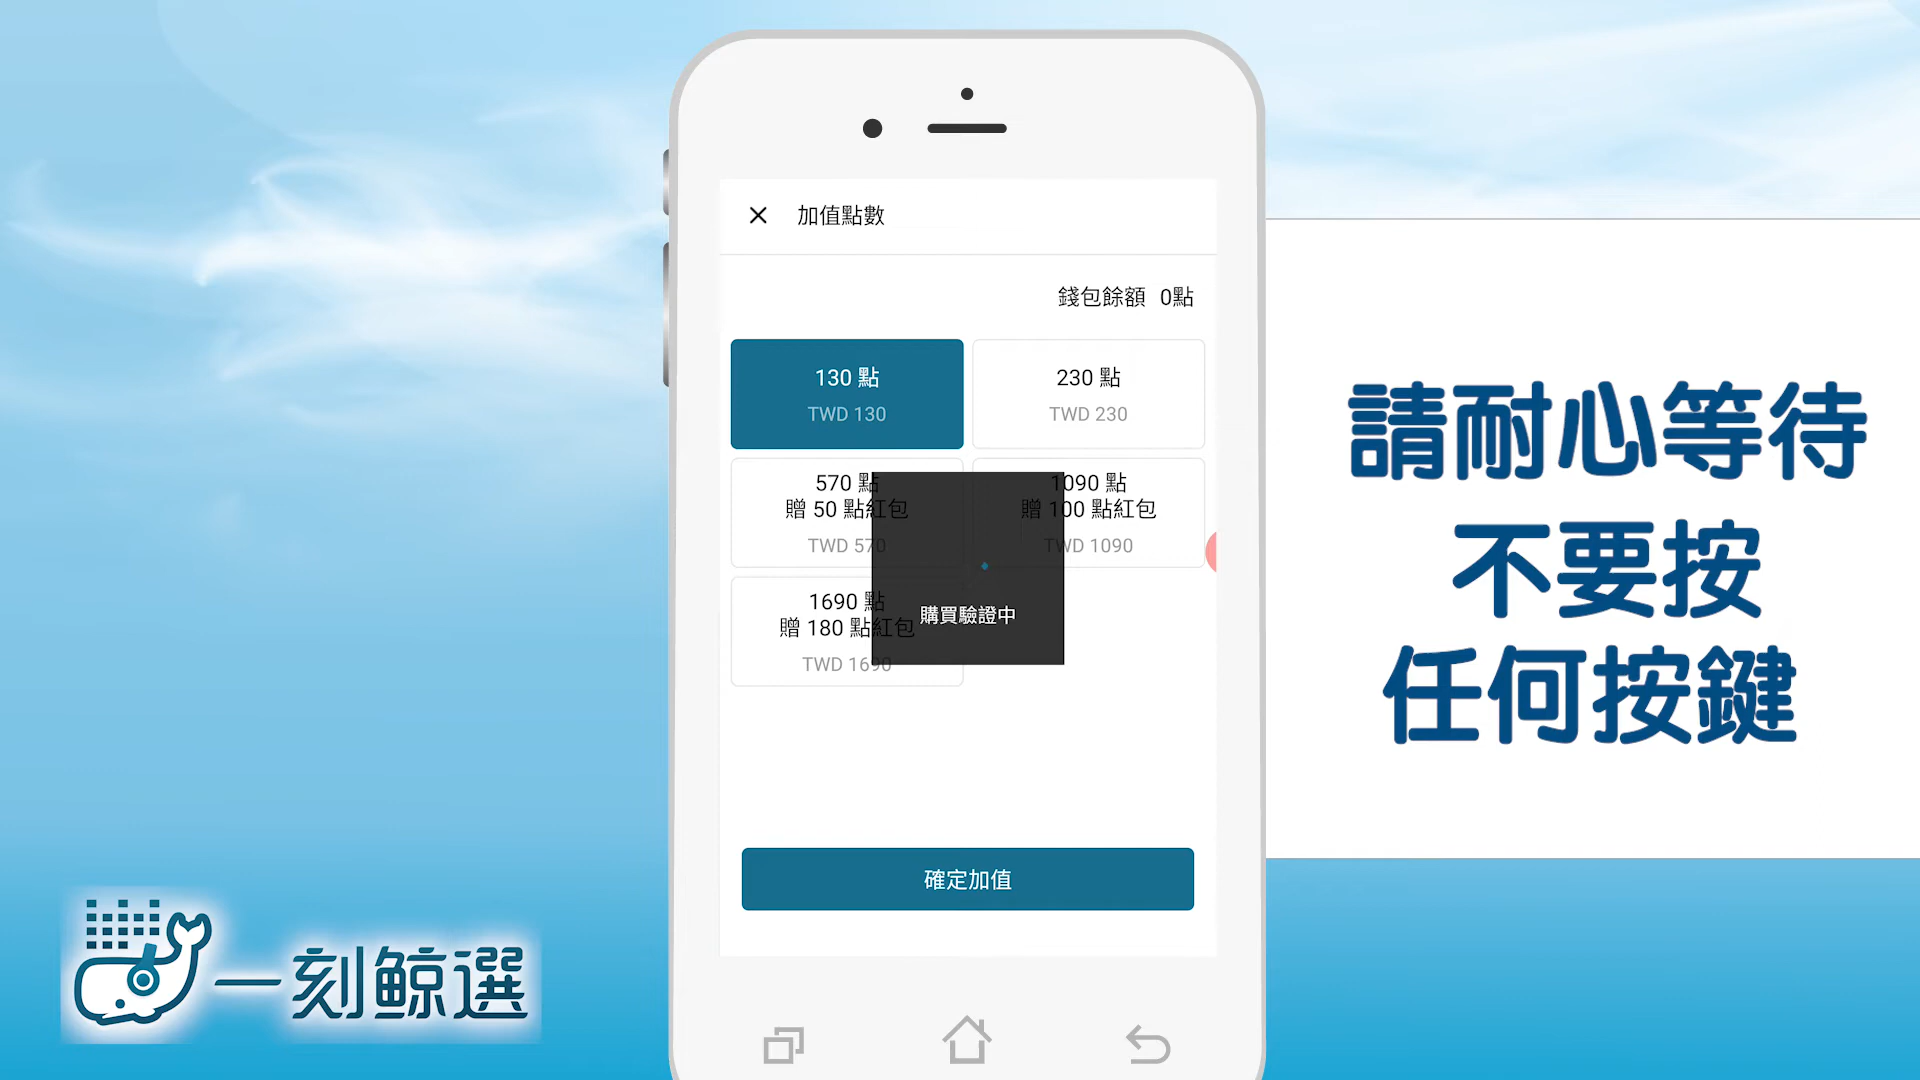 加值點數
錢包餘額 0點
130 點
TWD 130
230 點
TWD 230
570 點
贈 50 點紅包
TWD 570
1090 點
贈 100 點紅包
TWD 1090
1690 點
贈 180 點紅包
TWD 1690
購買驗證中
確定加值
請耐心等待
不要按
任何按鍵
一刻鯨選